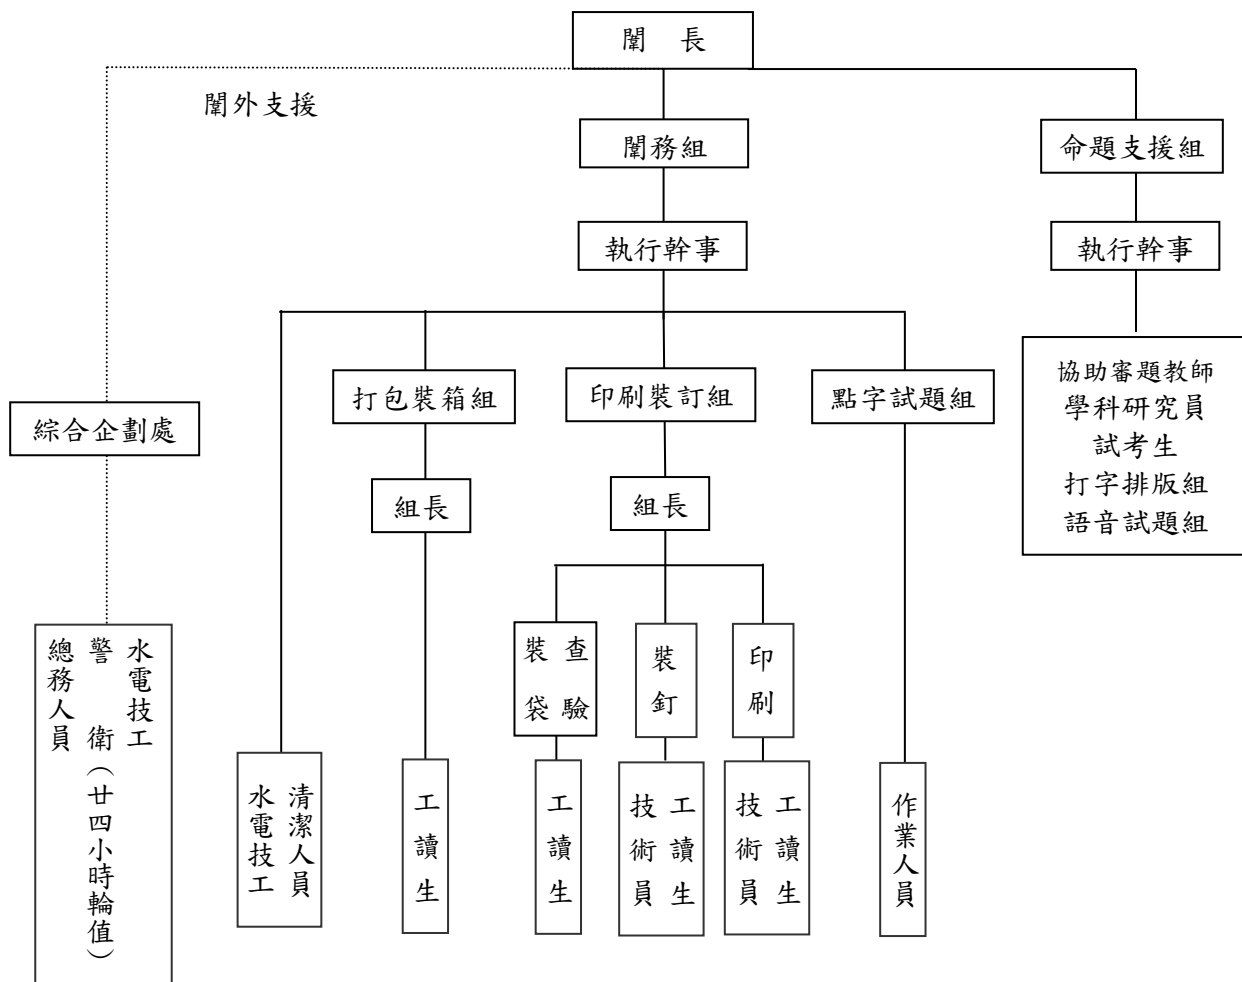 闈 長
闈外支援
闈務組
命題支援組
執行幹事
執行幹事
打包裝箱組
印刷裝訂組
點字試題組
協助審題教師
學科研究員
試考生
打字排版組
語音試題組
綜合企劃處
組長
組長
查驗
裝袋
裝釘
印刷
水電技工
警 衛（廿四小時輪值）
總務人員
清潔人員
水電技工
工讀生
工讀生
工讀生
技術員
工讀生
技術員
作業人員